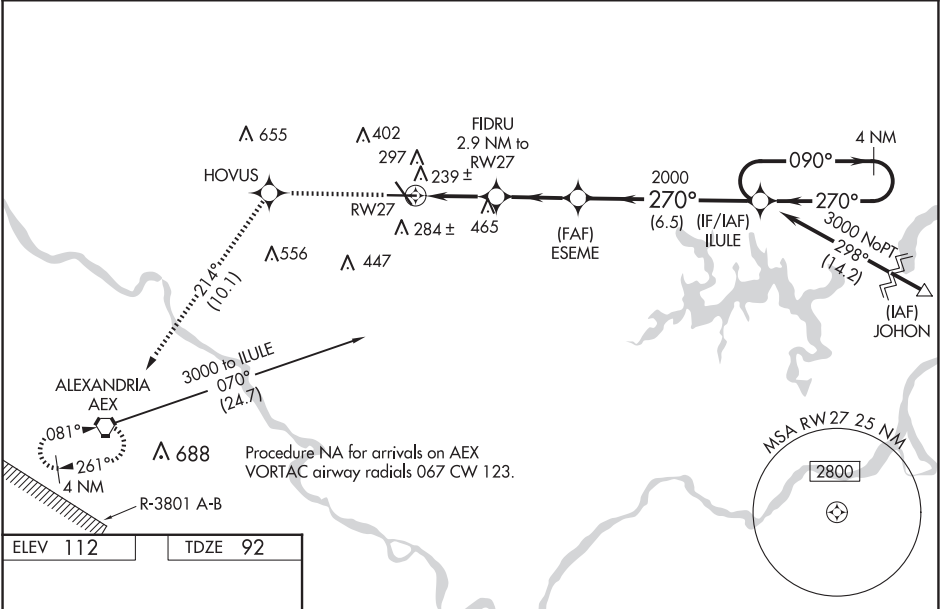 655
402
297
239 ±
FIDRU
2.9 NM to
RW27
4 NM
090°
HOVUS
RW27
2000
270°
(6.5)
(IF/IAF)
ILULE
270°
3000 NoPT
298°
(14.2)
284 ±
465
(FAF)
ESEME
556
447
214°
(10.1)
(IAF)
JOHON
3000 to ILULE
070°
(24.7)
ALEXANDRIA
AEX
081°
261°
4 NM
688
Procedure NA for arrivals on AEX
VORTAC airway radials 067 CW 123.
R-3801 A-B
MSA RW27 25 NM
2800
ELEV 112
TDZE 92